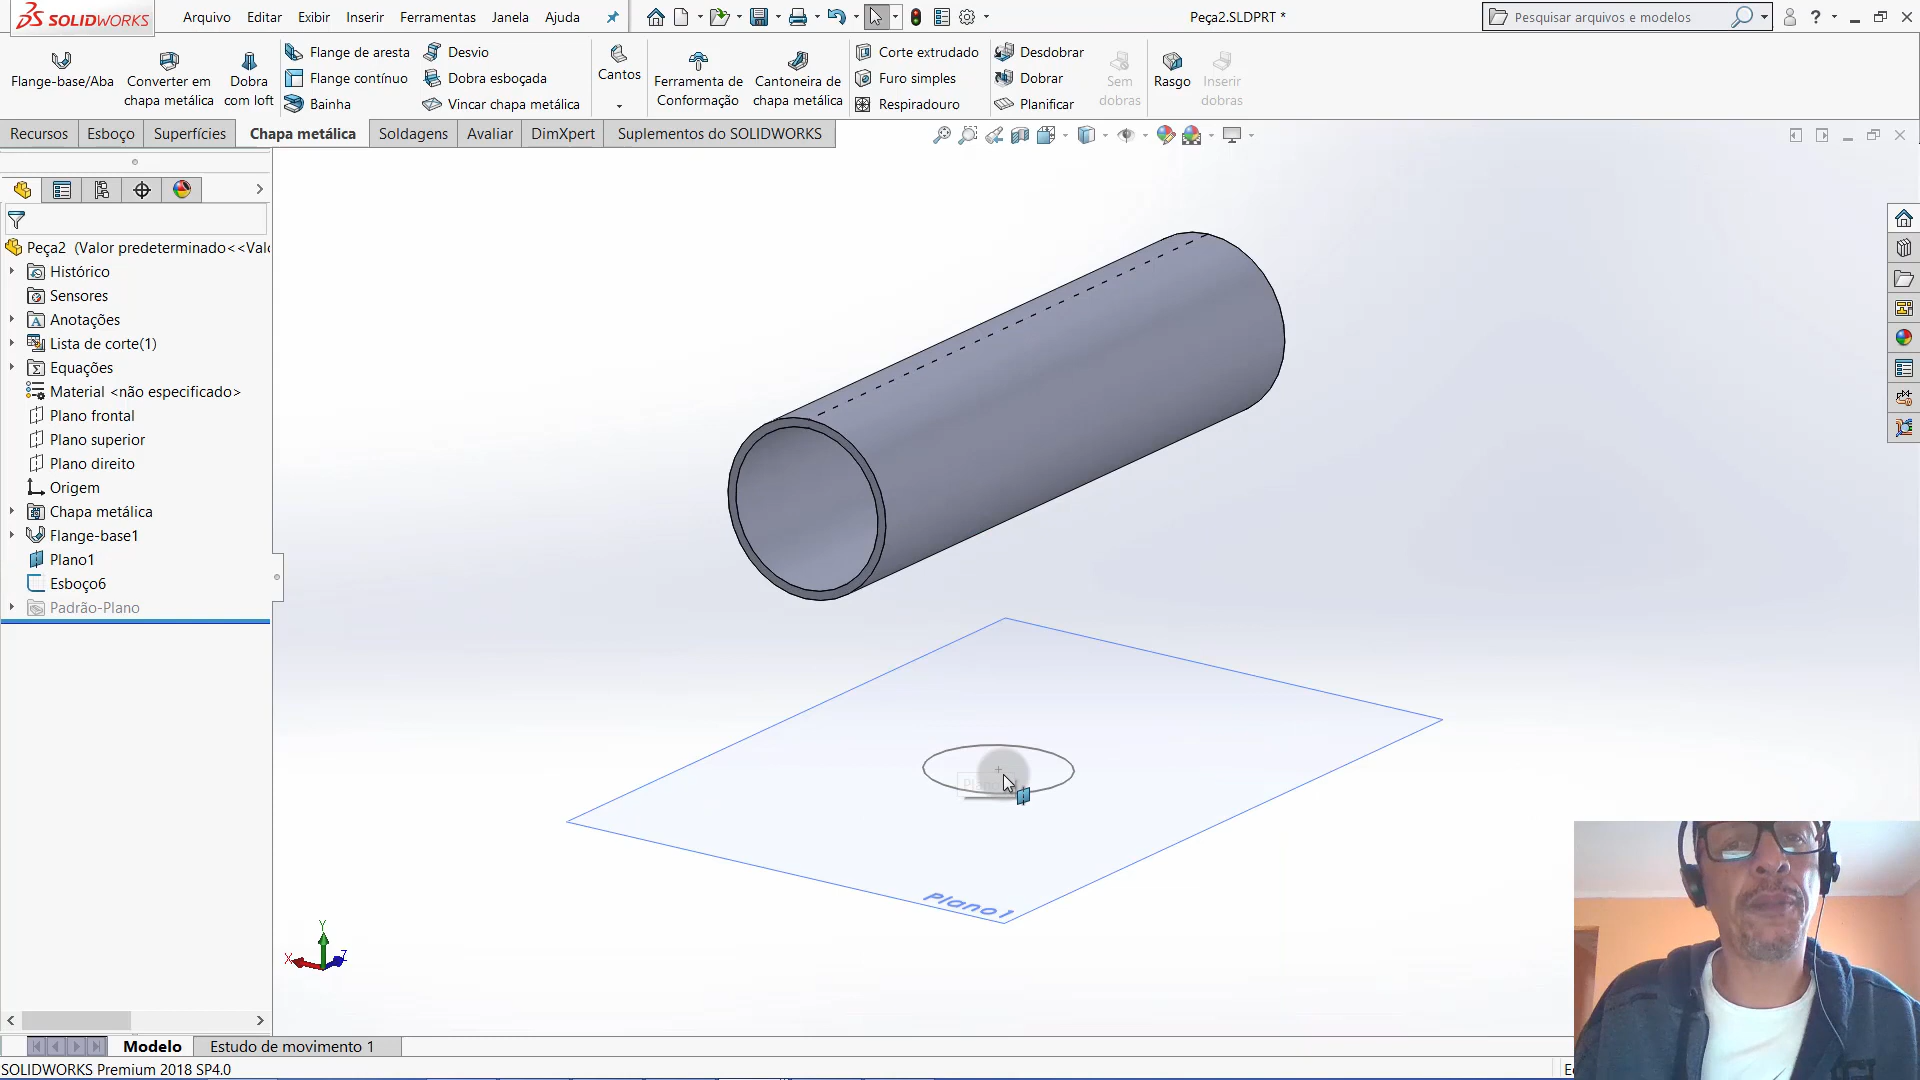 SOLIDWORKS
Arquivo Editar Exibir Inserir Ferramentas Janela Ajuda
Peça2.SLDPRT *
Pesquisar arquivos e modelos
?
Flange-base/Aba
Converter em
chapa metálica
Dobra
com loft
Flange de aresta
Flange contínuo
Bainha
Desvio
Dobra esboçada
Vincar chapa metálica
Cantos
Ferramenta de
Conformação
Cantoneira de
chapa metálica
Corte extrudado
Furo simples
Respiradouro
Desdobrar
Dobrar
Planificar
Sem
dobras
Rasgo
Inserir
dobras
Recursos Esboço Superfícies Chapa metálica Soldagens Avaliar DimXpert Suplementos do SOLIDWORKS
Peça2 (Valor predeterminado<<Val
Histórico
Sensores
Anotações
Lista de corte(1)
Equações
Material <não especificado>
Plano frontal
Plano superior
Plano direito
Origem
Chapa metálica
Flange-base1
Plano1
Esboço6
Padrão-Plano
Plano1
Y
X
Z
Modelo Estudo de movimento 1
SOLIDWORKS Premium 2018 SP4.0